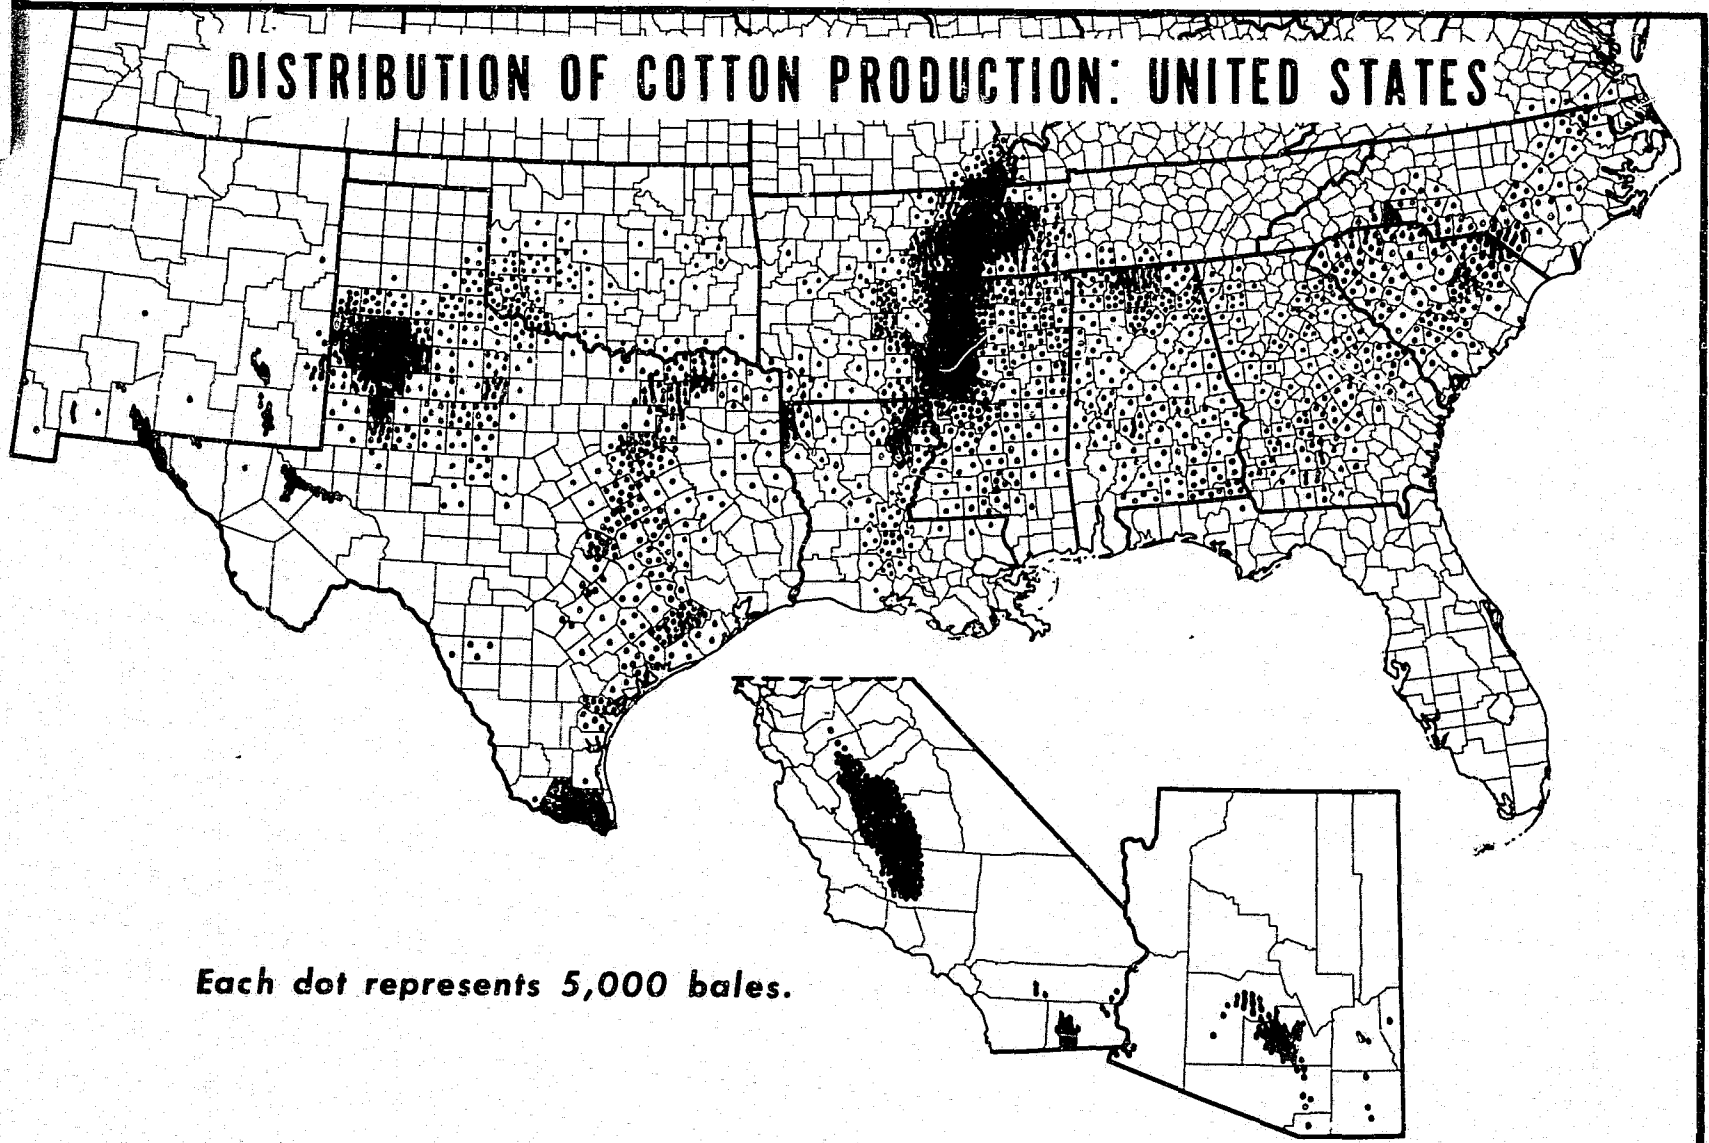 DISTRIBUTION OF COTTON PRODUCTION: UNITED STATES
Each dot represents 5,000 bales.